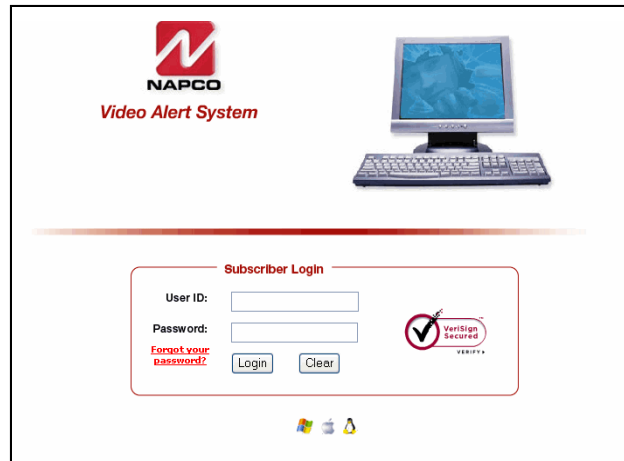 NAPCO
Video Alert System
Subscriber Login
User ID:
Password:
Forgot your
password?
Login
Clear
VeriSign
Secured
VERIFY